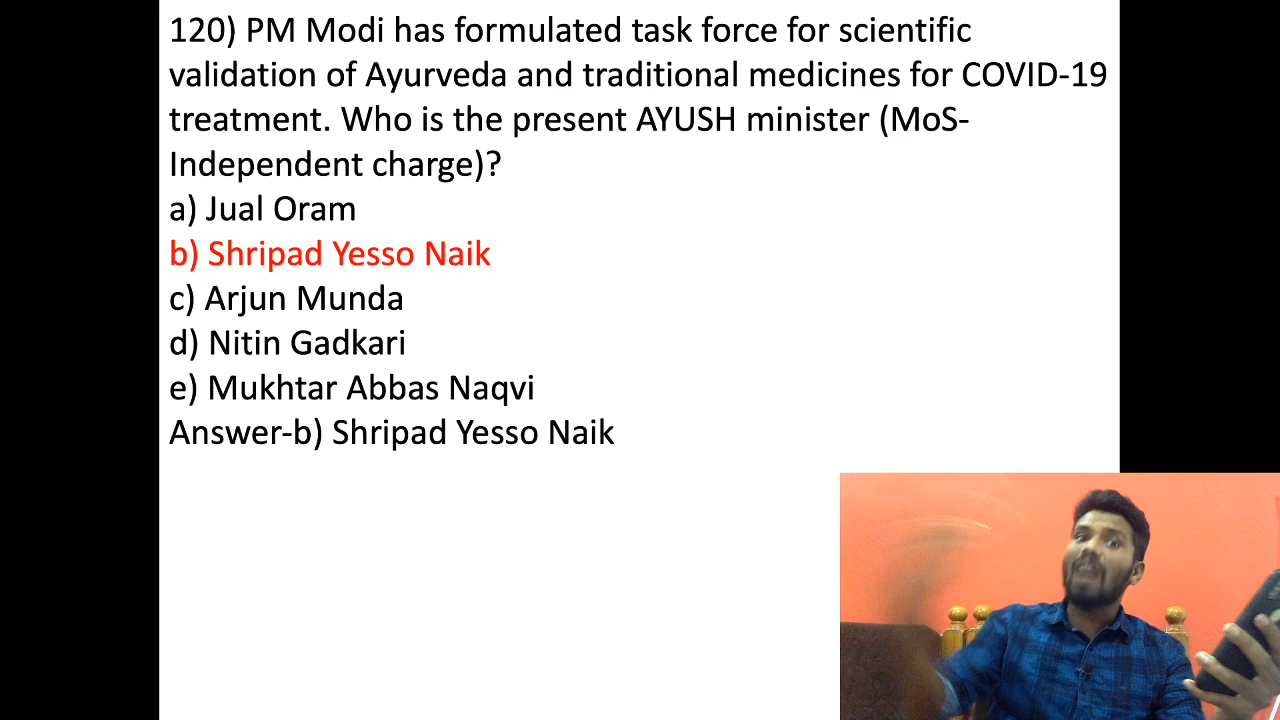 120) PM Modi has formulated task force for scientific
validation of Ayurveda and traditional medicines for COVID-19
treatment. Who is the present AYUSH minister (MoS-
Independent charge)?
a) Jual Oram
b) Shripad Yesso Naik
c) Arjun Munda
d) Nitin Gadkari
e) Mukhtar Abbas Naqvi
Answer-b) Shripad Yesso Naik